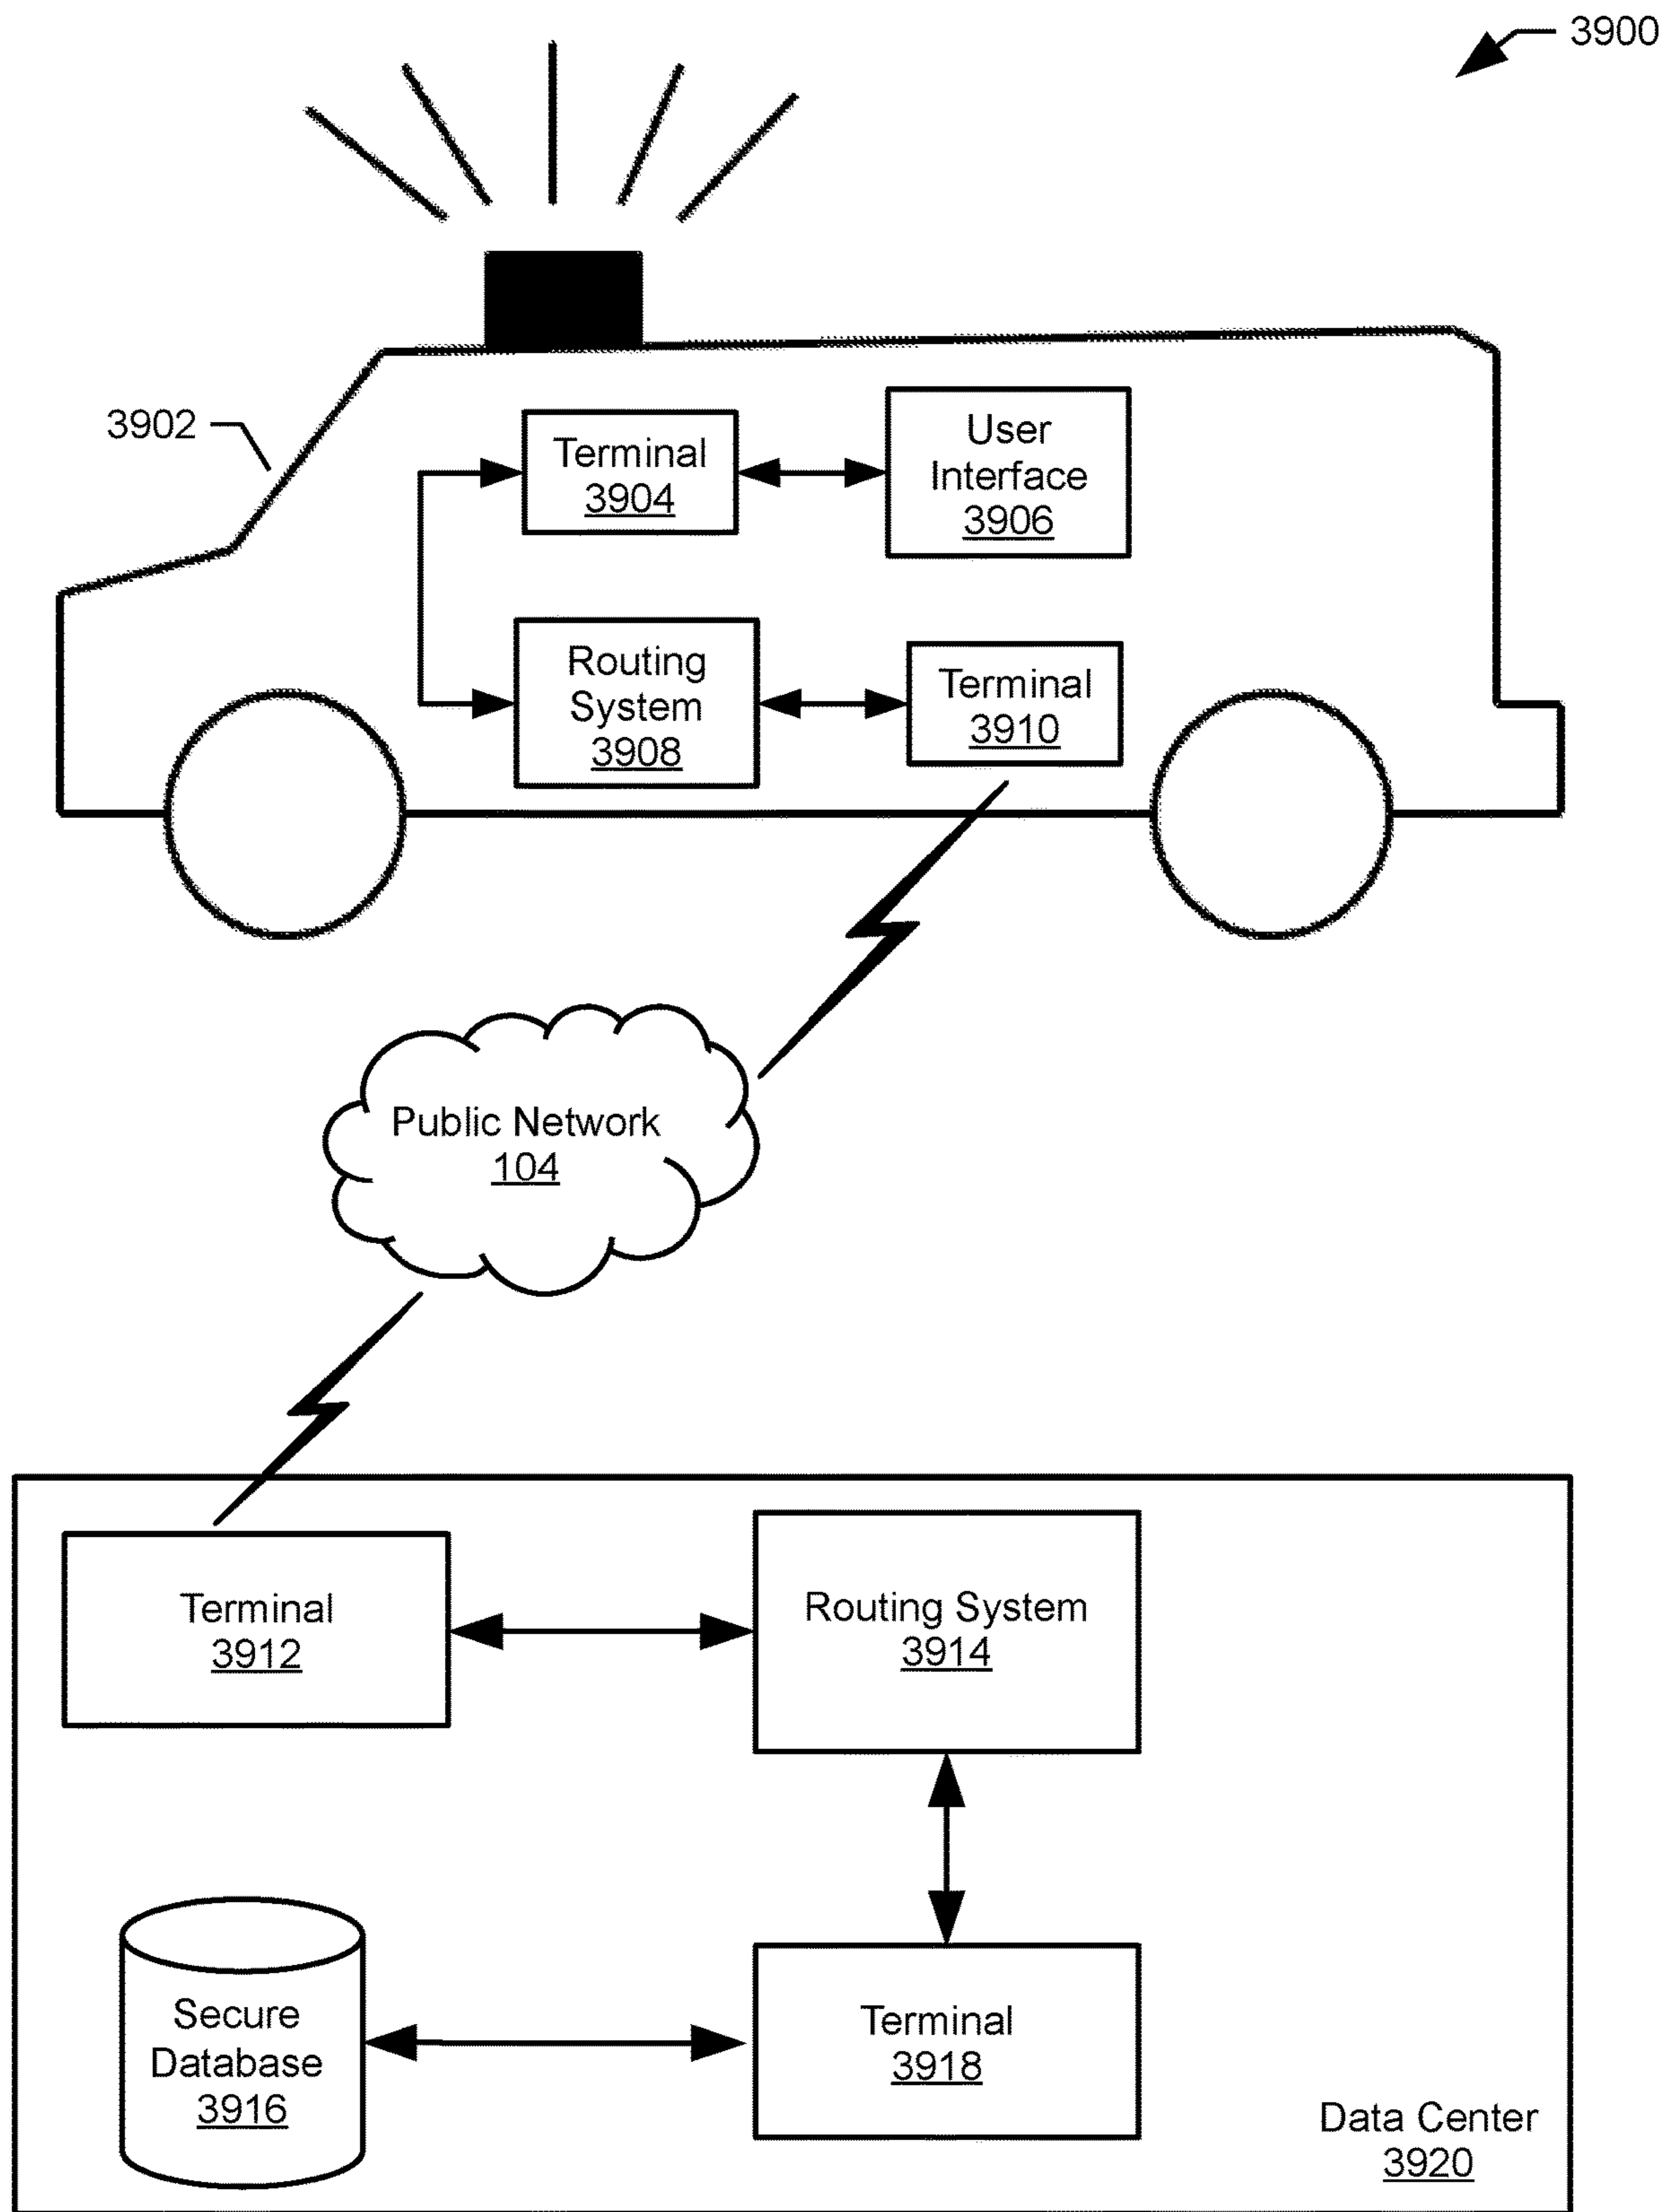 3900
3902
Terminal
3904
User
Interface
3906
Routing
System
3908
Terminal
3910
Public Network
104
Terminal
3912
Routing System
3914
Secure
Database
3916
Terminal
3918
Data Center
3920